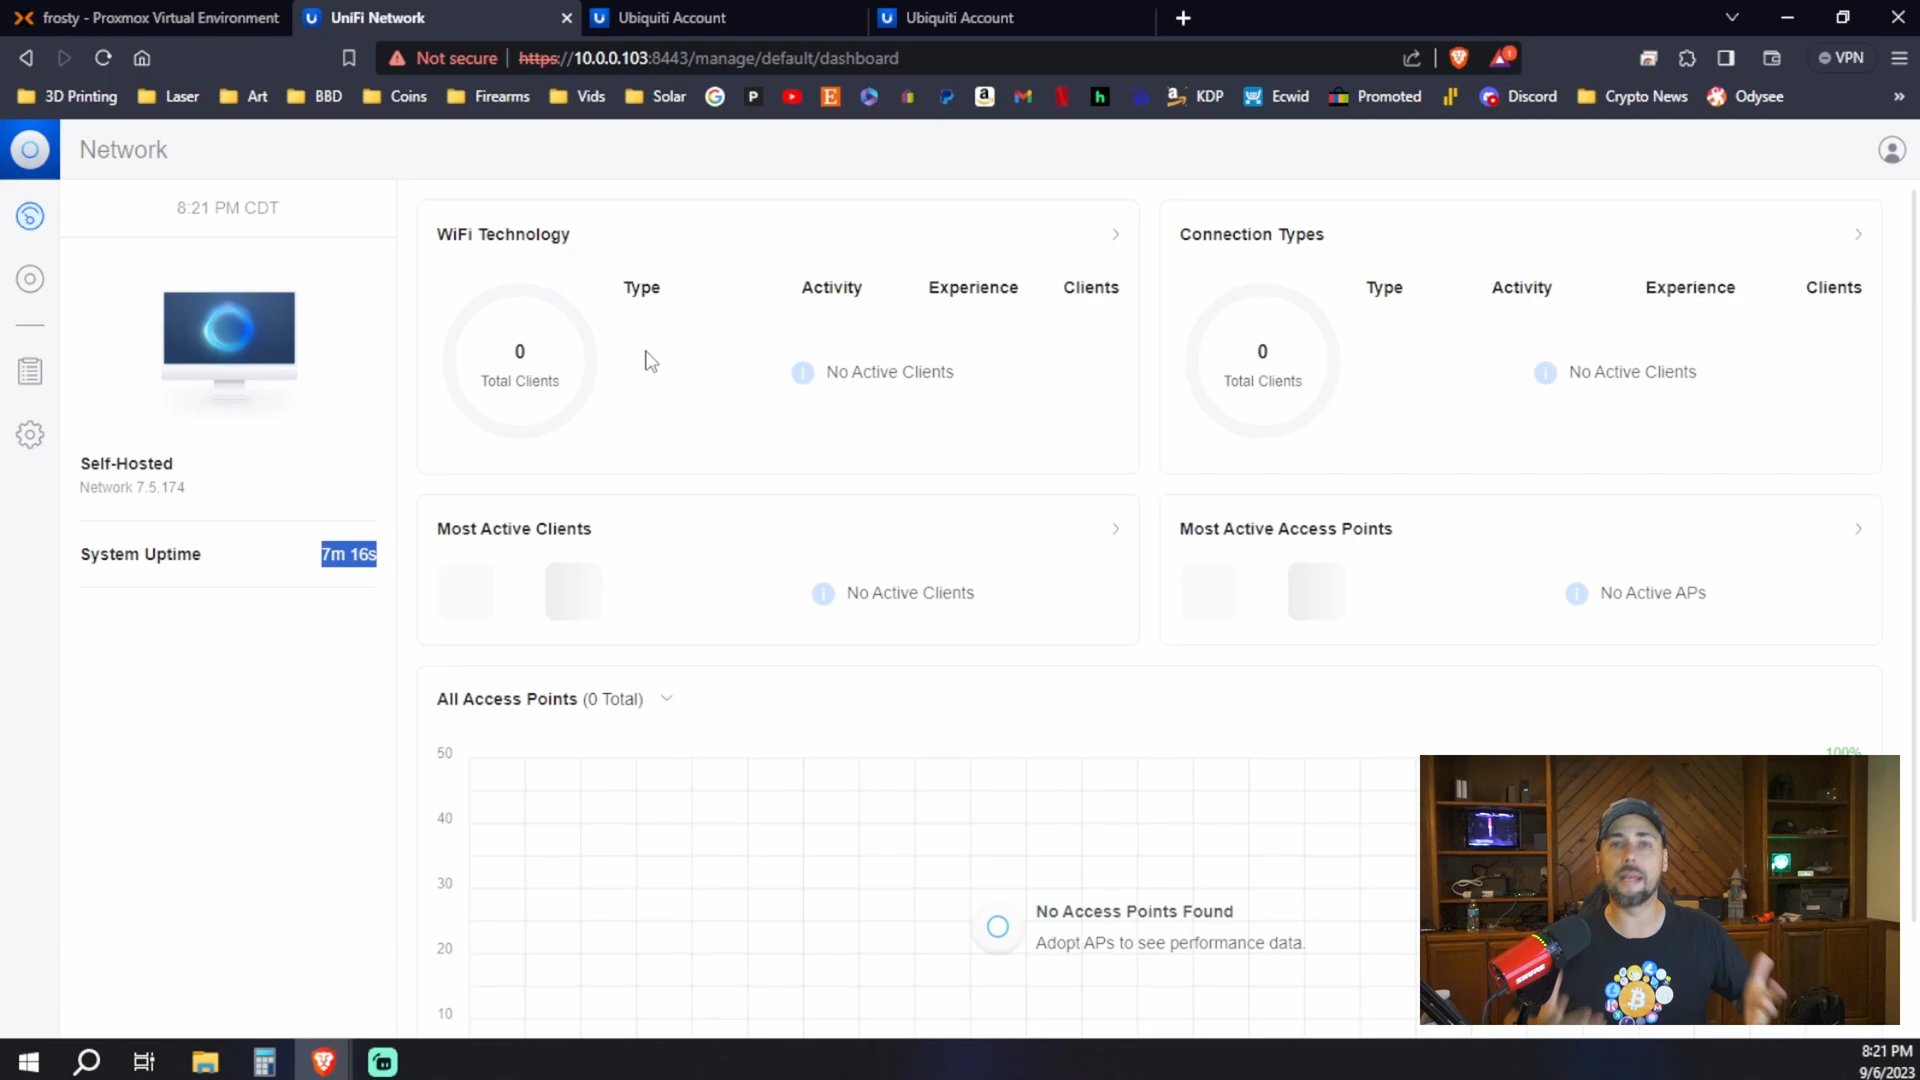 frosty - Proxmox Virtual Environment
UniFi Network
Ubiquiti Account
Ubiquiti Account
Not secure
https://10.0.0.103:8443/manage/default/dashboard
1
VPN
3D Printing
Laser
Art
BBD
Coins
Firearms
Vids
Solar
KDP
Ecwid
Promoted
Discord
Crypto News
Odysee
»
Network
8:21 PM CDT
Self-Hosted
Network 7.5.174
System Uptime
7m 16s
WiFi Technology
Type
Activity
Experience
Clients
0
Total Clients
No Active Clients
Connection Types
Type
Activity
Experience
Clients
0
Total Clients
No Active Clients
Most Active Clients
No Active Clients
Most Active Access Points
No Active APs
All Access Points (0 Total)
50
100%
40
30
20
10
No Access Points Found
Adopt APs to see performance data.
SHURE
8:21 PM
9/6/2023